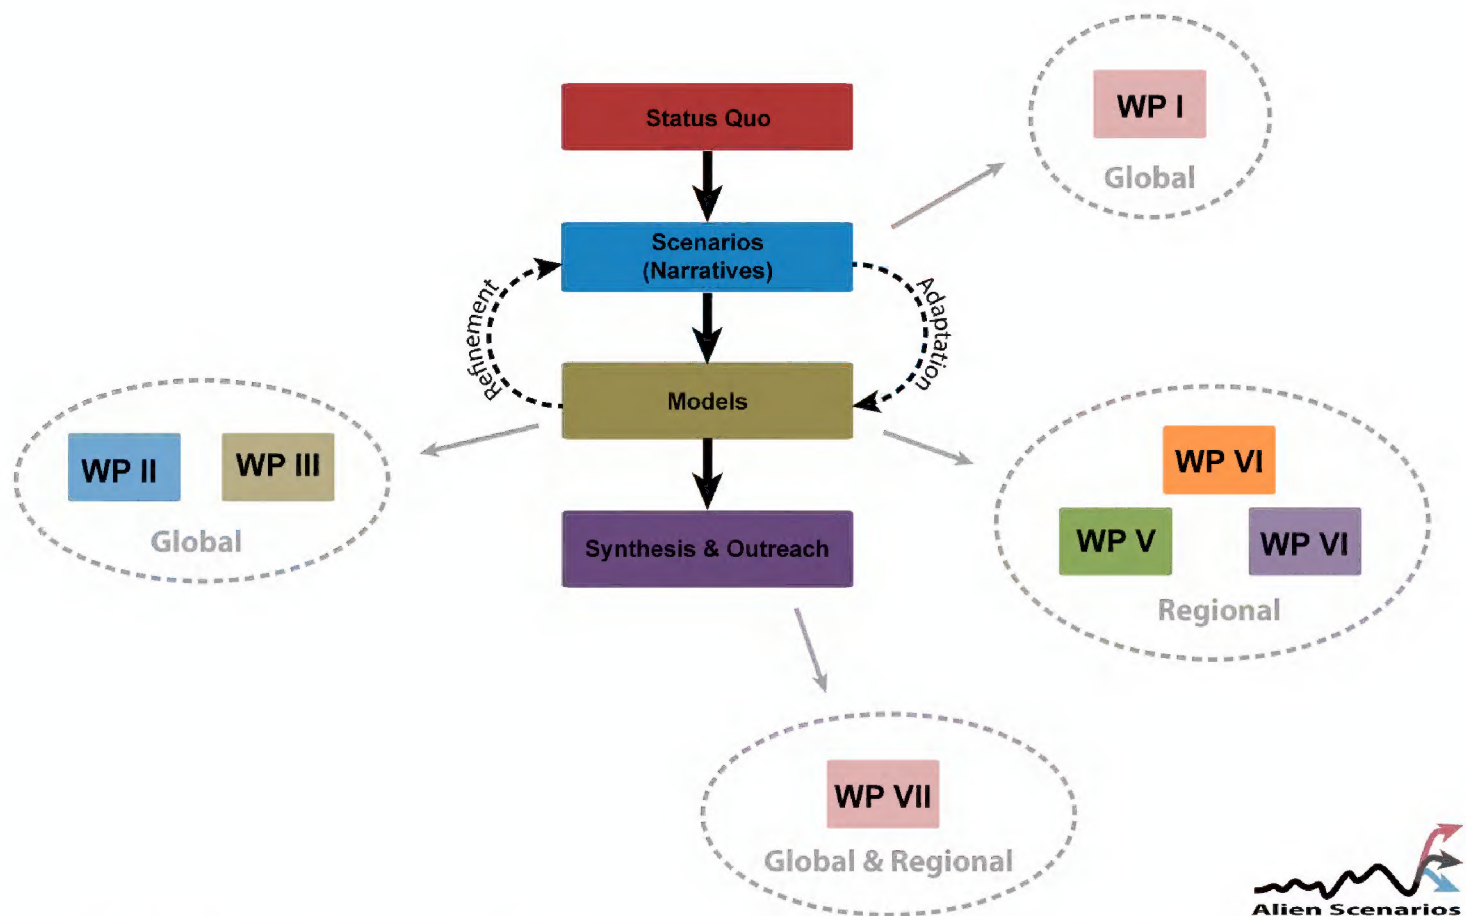 Status Quo
WP I
Global
Scenarios
(Narratives)
Refinement
Adaptation
Models
WP II
WP III
Global
WP VI
WP V
WP VI
Regional
Synthesis & Outreach
WP VII
Global & Regional
Alien Scenarios